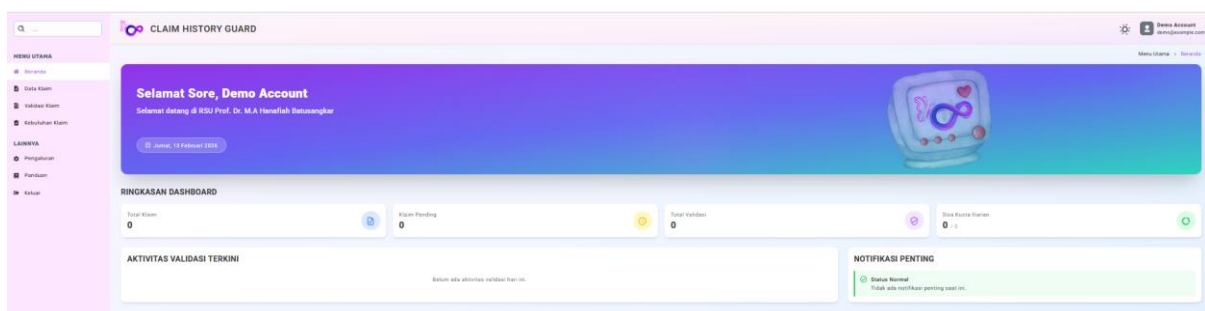 ...
CLAIM HISTORY GUARD
Demo Account
demo@example.com
MENU UTAMA
Beranda
Data Klaim
Validasi Klaim
Kebutuhan Klaim
LAINNYA
Pengaturan
Panduan
Keluar
Menu Utama > Beranda
Selamat Sore, Demo Account
Selamat datang di RSU Prof. Dr. M.A Hanafiah Batusangkar
Jumat, 13 Februari 2026
RINGKASAN DASHBOARD
Total Klaim
0
Klaim Pending
0
Total Validasi
0
Sisa Kuota Harian
0 / 0
AKTIVITAS VALIDASI TERKINI
Belum ada aktivitas validasi hari ini.
NOTIFIKASI PENTING
Status Normal
Tidak ada notifikasi penting saat ini.